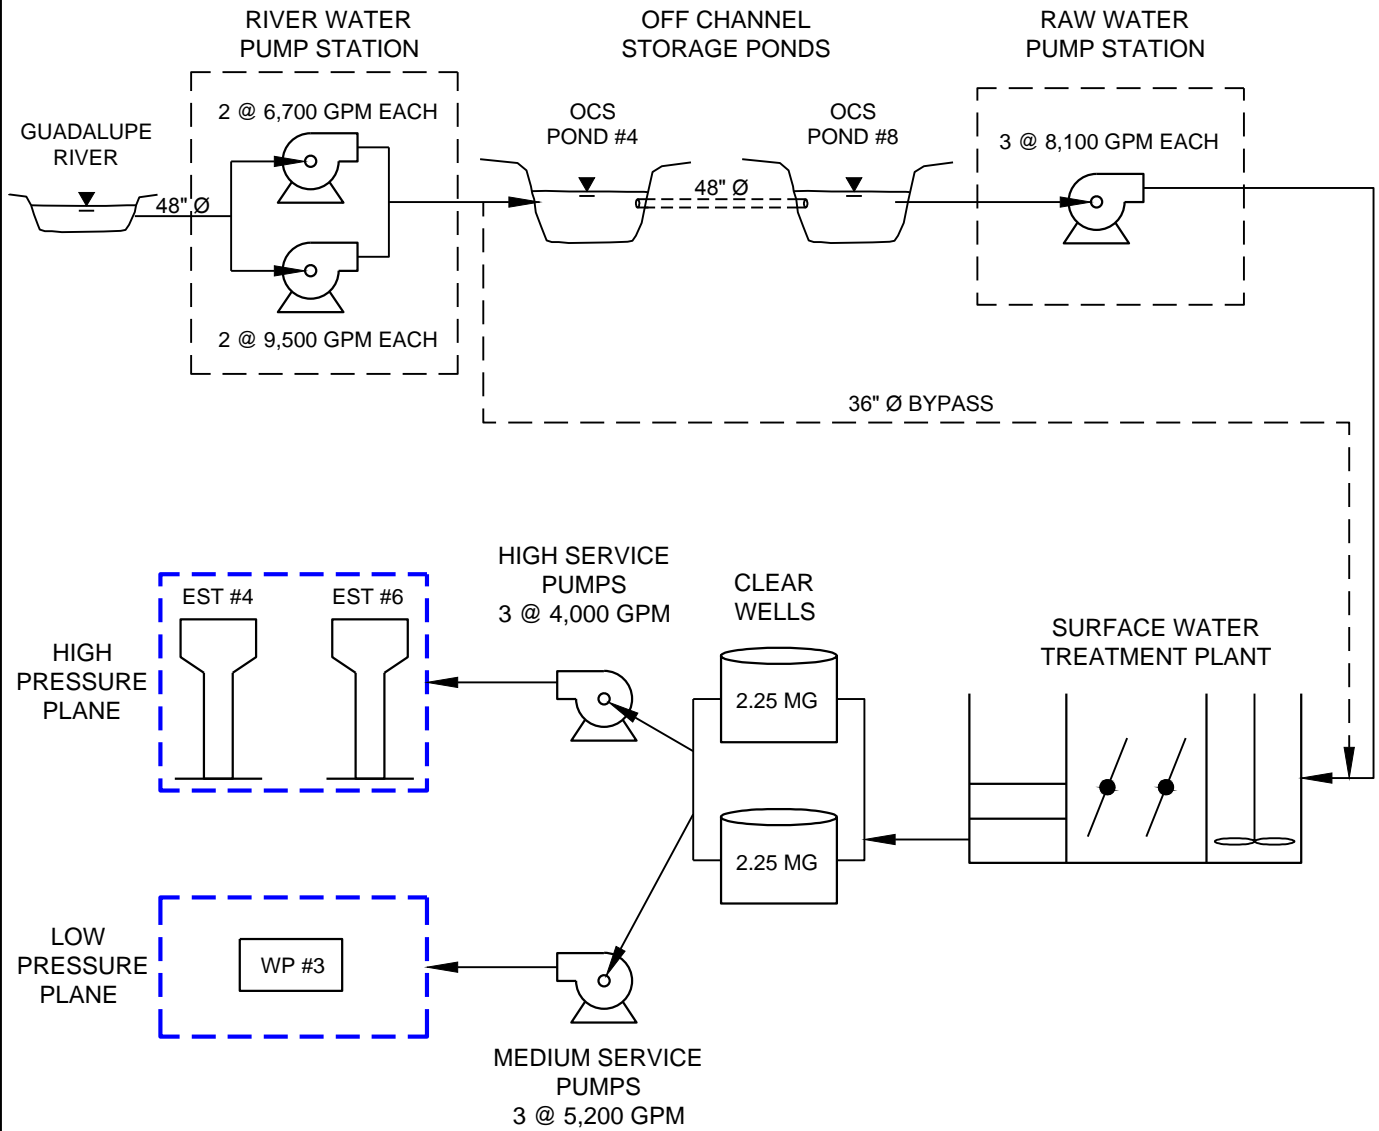 RIVER WATER
PUMP STATION
OFF CHANNEL
STORAGE PONDS
RAW WATER
PUMP STATION
GUADALUPE
RIVER
48" Ø
2 @ 6,700 GPM EACH
2 @ 9,500 GPM EACH
OCS
POND #4
48" Ø
OCS
POND #8
3 @ 8,100 GPM EACH
36" Ø BYPASS
HIGH
PRESSURE
PLANE
EST #4
EST #6
HIGH SERVICE
PUMPS
3 @ 4,000 GPM
CLEAR
WELLS
2.25 MG
2.25 MG
SURFACE WATER
TREATMENT PLANT
LOW
PRESSURE
PLANE
WP #3
MEDIUM SERVICE
PUMPS
3 @ 5,200 GPM